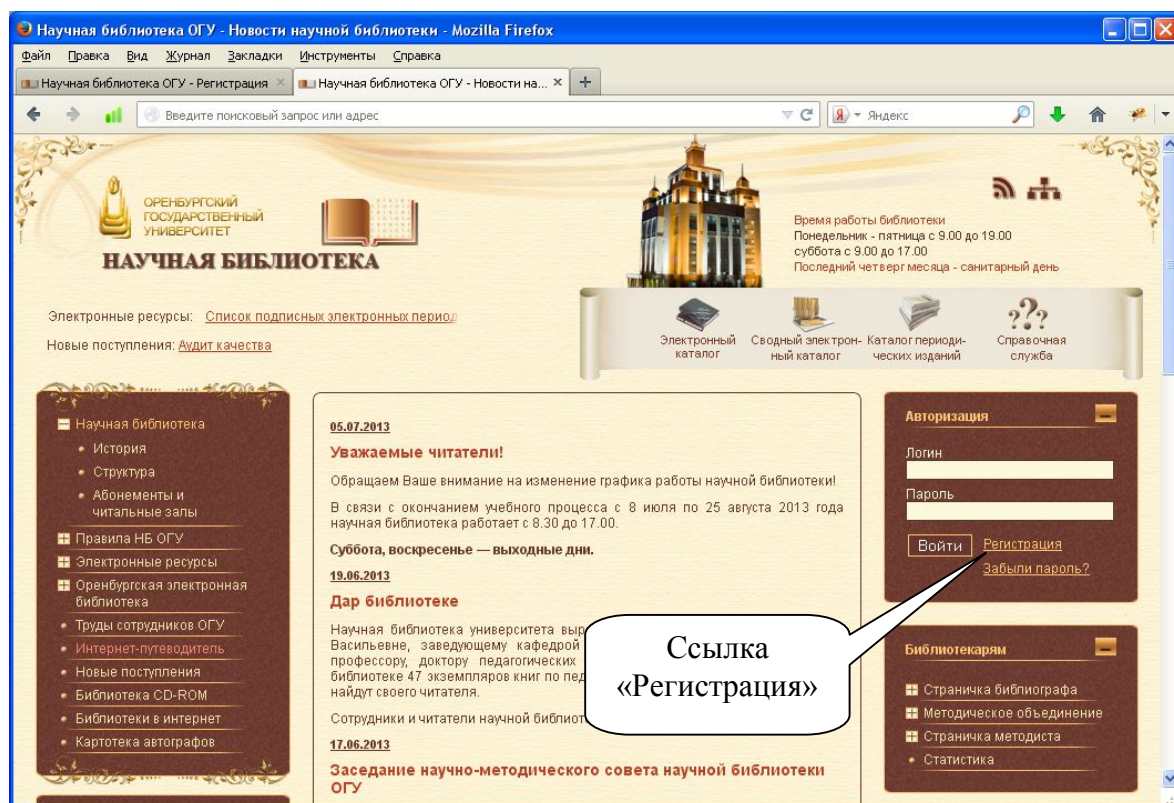 Научная библиотека ОГУ - Новости научной библиотеки - Mozilla Firefox
Файл Правка Вид Журнал Закладки Инструменты Справка
Научная библиотека ОГУ - Регистрация × Научная библиотека ОГУ - Новости на... × +
Введите поисковый запрос или адрес
Яндекс
ОРЕНБУРГСКИЙ
ГОСУДАРСТВЕННЫЙ
УНИВЕРСИТЕТ
НАУЧНАЯ БИБЛИОТЕКА
Время работы библиотеки
Понедельник - пятница с 9.00 до 19.00
суббота с 9.00 до 17.00
Последний четверг месяца - санитарный день
Электронные ресурсы: Список подписных электронных период
Новые поступления: Аудит качества
Электронный
каталог
Сводный электрон-
ный каталог
Каталог периоди-
ческих изданий
Справочная
служба
Научная библиотека
История
Структура
Абонементы и
читальные залы
Правила НБ ОГУ
Электронные ресурсы
Оренбургская электронная
библиотека
Труды сотрудников ОГУ
Интернет-путеводитель
Новые поступления
Библиотека CD-ROM
Библиотеки в интернет
Картотека автографов
05.07.2013
Уважаемые читатели!
Обращаем Ваше внимание на изменение графика работы научной библиотеки!
В связи с окончанием учебного процесса с 8 июля по 25 августа 2013 года
научная библиотека работает с 8.30 до 17.00.
Суббота, воскресенье — выходные дни.
19.06.2013
Дар библиотеке
Научная библиотека университета выр
Васильевне, заведующему кафедрой
профессору, доктору педагогических
библиотеке 47 экземпляров книг по пед
найдут своего читателя.
Сотрудники и читатели научной библиот
17.06.2013
Заседание научно-методического совета научной библиотеки
ОГУ
Авторизация
Логин
Пароль
Войти Регистрация
Забыли пароль?
Ссылка
«Регистрация»
Библиотекарям
Страничка библиографа
Методическое объединение
Страничка методиста
Статистика